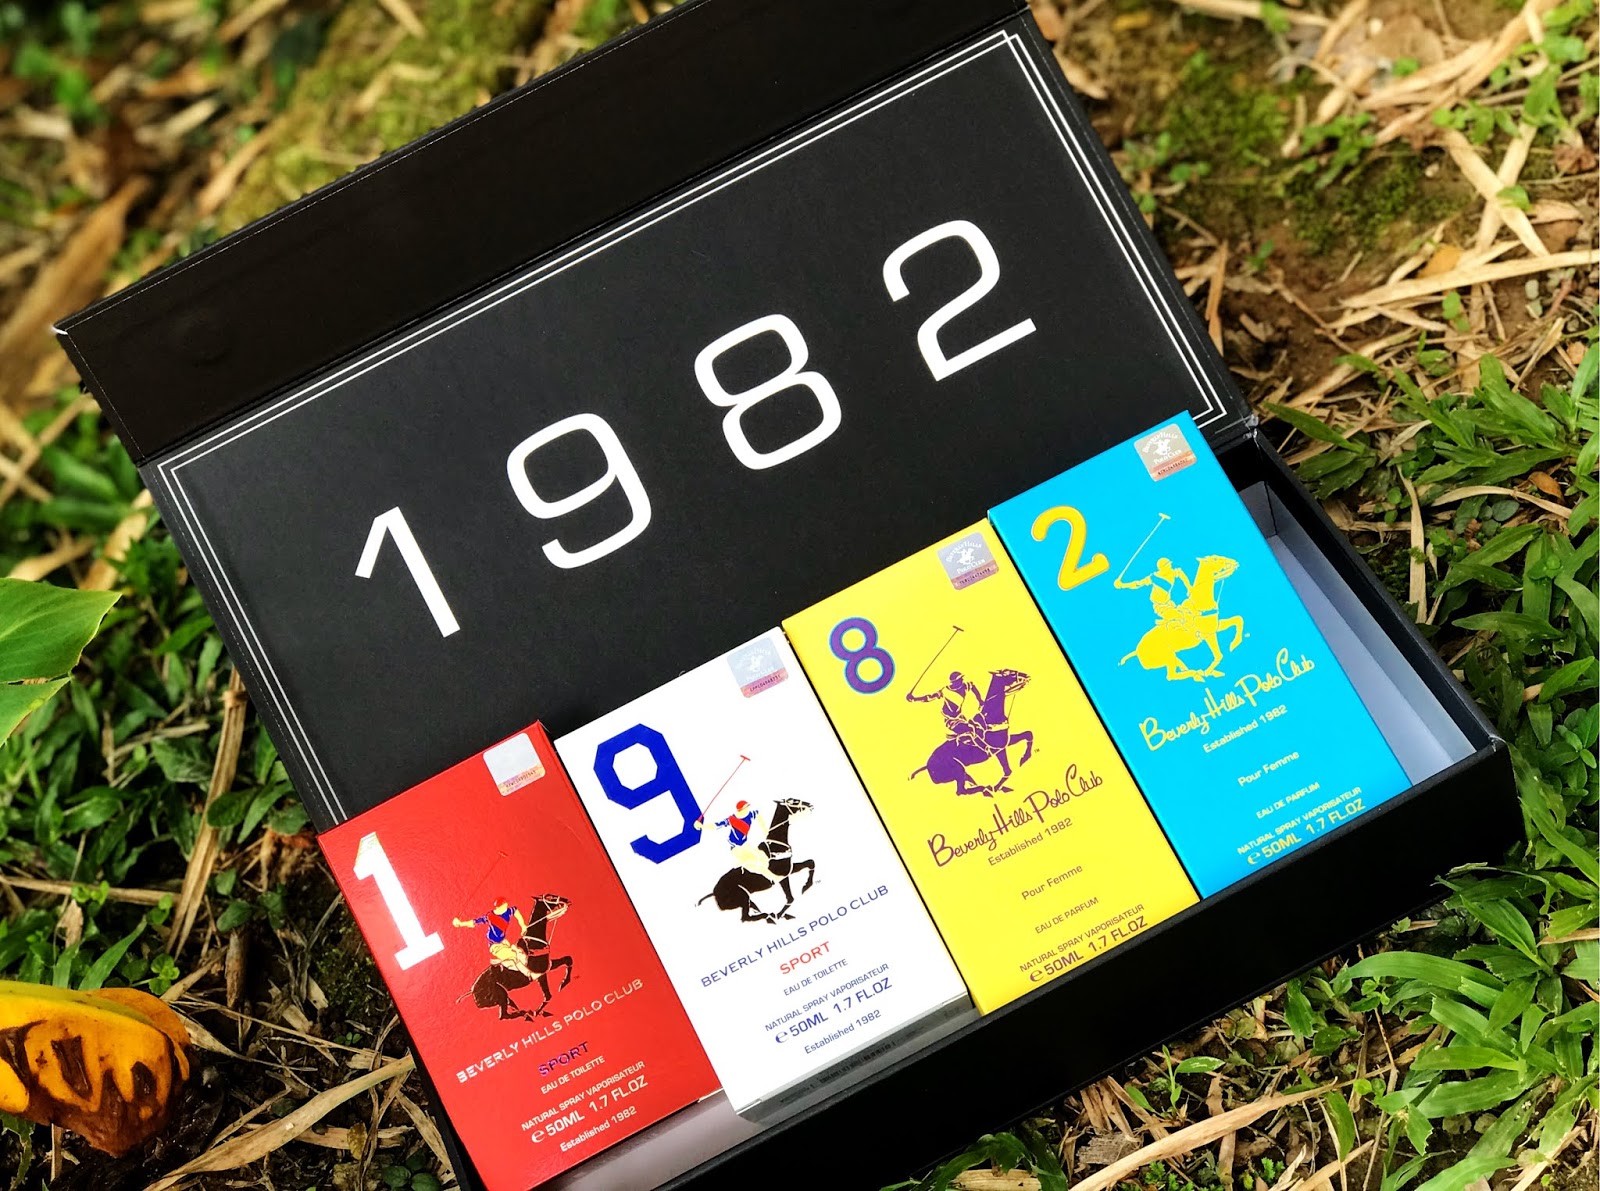 1982
1
BEVERLY HILLS POLO CLUB
SPORT
EAU DE TOILETTE
NATURAL SPRAY VAPORISATEUR
℮50ML 1.7 FL.OZ
Established 1982
9
BEVERLY HILLS POLO CLUB
SPORT
EAU DE TOILETTE
NATURAL SPRAY VAPORISATEUR
℮50ML 1.7 FL.OZ
Established 1982
8
Beverly Hills Polo Club
Established 1982
Pour Femme
EAU DE PARFUM
NATURAL SPRAY VAPORISATEUR
℮50ML 1.7 FL.OZ
2
Beverly Hills Polo Club
Established 1982
Pour Femme
EAU DE PARFUM
NATURAL SPRAY VAPORISATEUR
℮50ML 1.7 FL.OZ